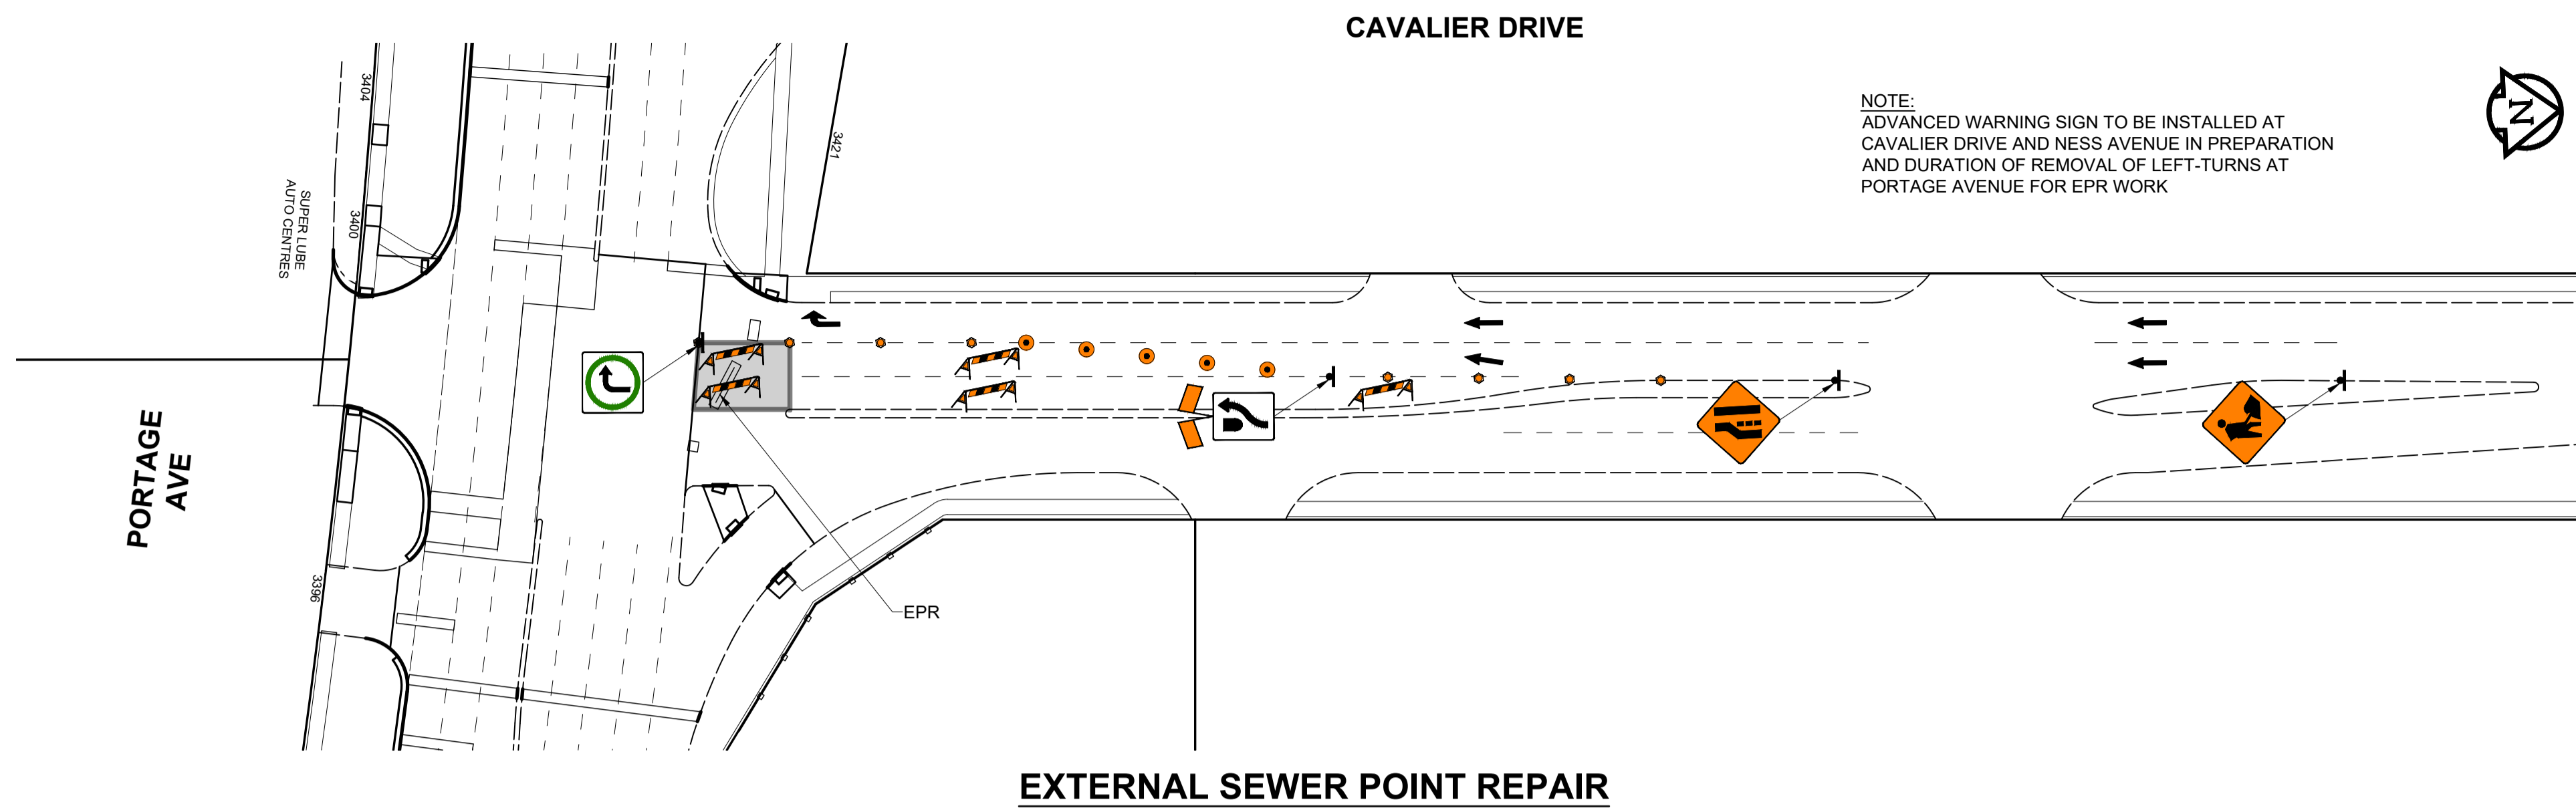 CAVALIER DRIVE
NOTE:
ADVANCED WARNING SIGN TO BE INSTALLED AT
CAVALIER DRIVE AND NESS AVENUE IN PREPARATION
AND DURATION OF REMOVAL OF LEFT-TURNS AT
PORTAGE AVENUE FOR EPR WORK
N
3404
3421
3400
SUPER LUBE
AUTO CENTRES
PORTAGE
AVE
3396
EPR
EXTERNAL SEWER POINT REPAIR